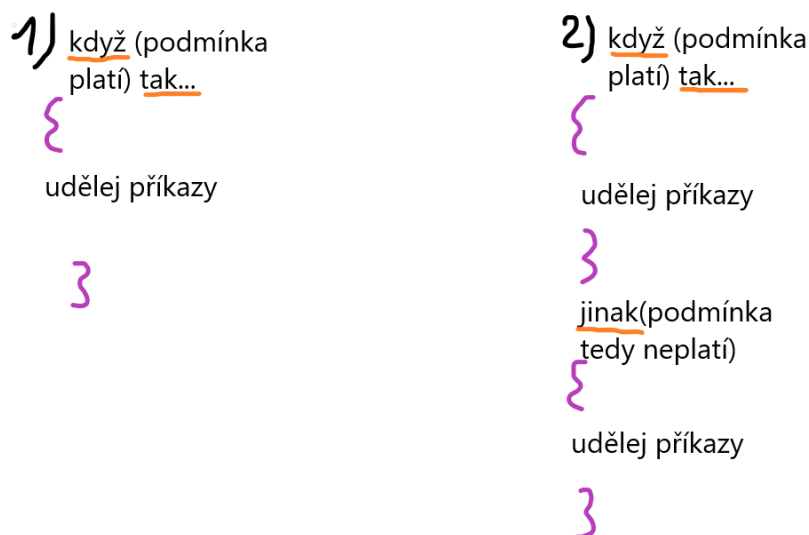 1) když (podmínka
platí) tak...
{
udělej příkazy
}
2) když (podmínka
platí) tak...
{
udělej příkazy
}
jinak(podmínka
tedy neplatí)
{
udělej příkazy
}